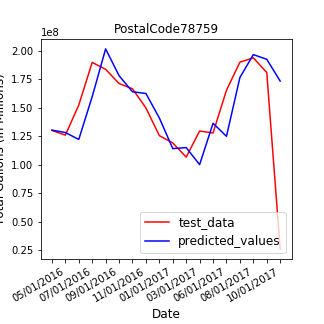 PostalCode78759
1e8
2.00
1.75
1.50
1.25
1.00
0.75
0.50
0.25
Total Gallons (in Millions)
test_data
predicted_values
05/01/2016
07/01/2016
09/01/2016
11/01/2016
01/01/2017
03/01/2017
06/01/2017
08/01/2017
10/01/2017
Date